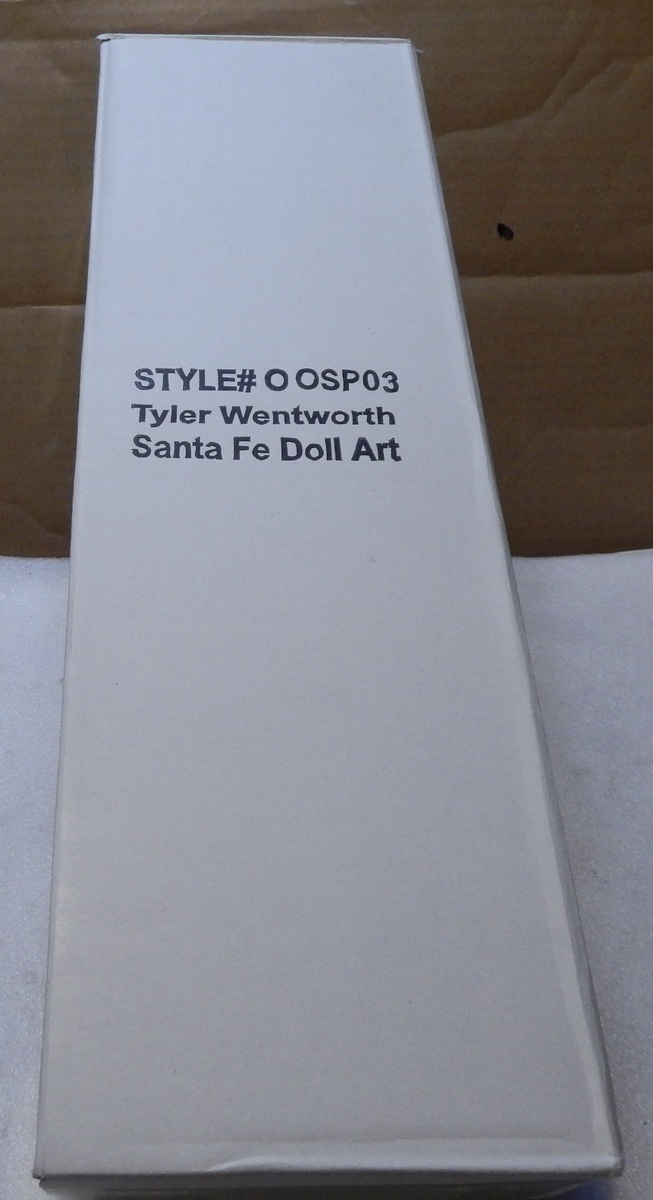 STYLE# O OSP03
Tyler Wentworth
Santa Fe Doll Art